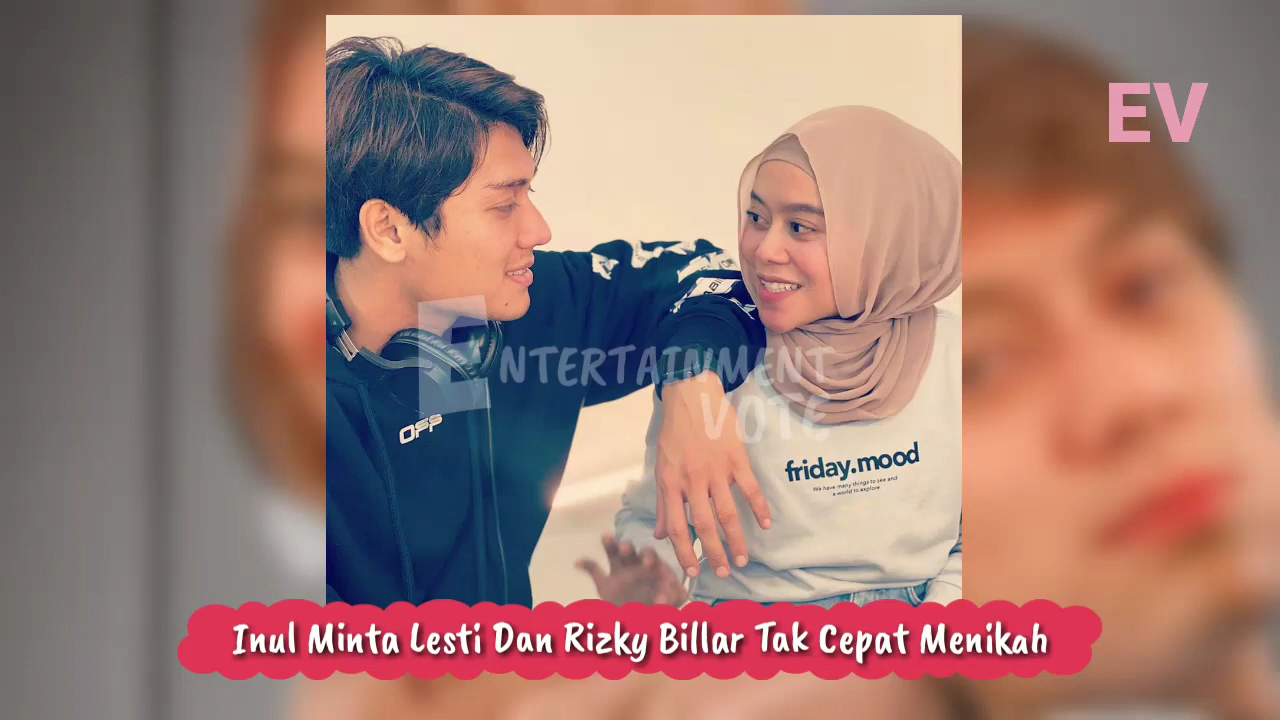 EV
ENTERTAINMENT
VOTE
OFF
friday.mood
We have many things to see and
a world to explore
Inul Minta Lesti Dan Rizky Billar Tak Cepat Menikah